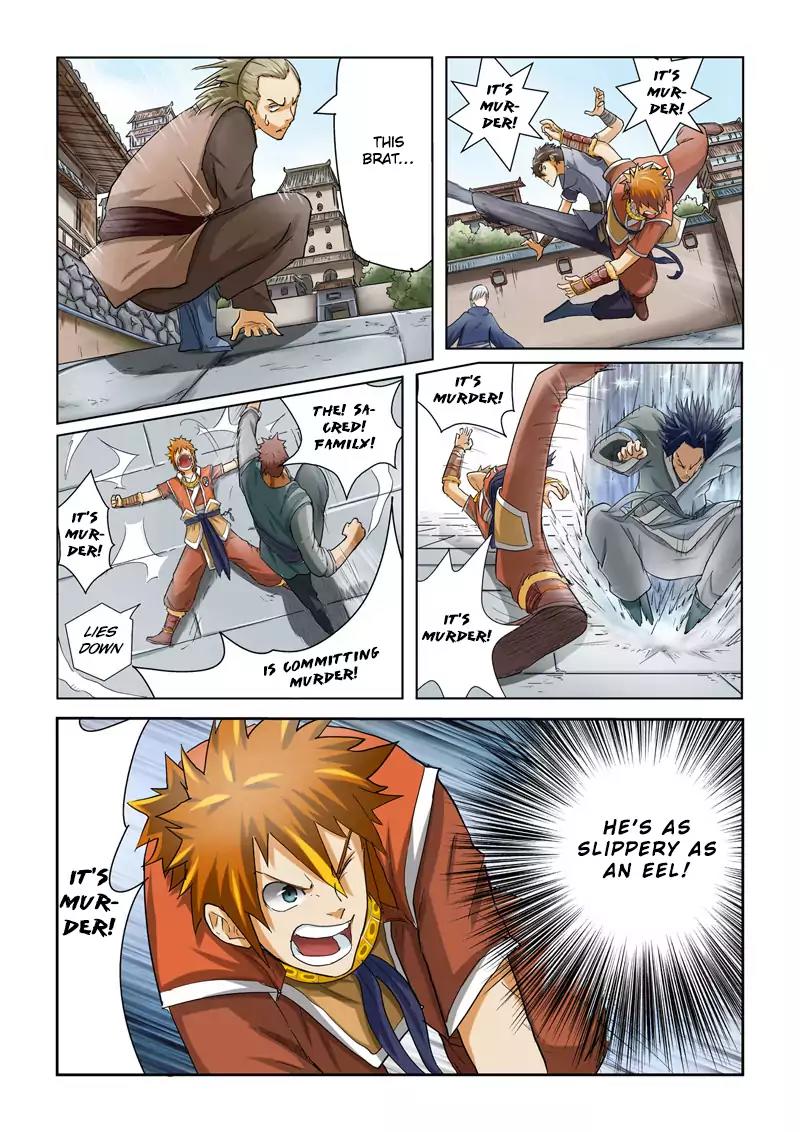 THIS
BRAT...
IT'S
MUR-
DER!
IT'S
MUR-
DER!
THE! SA-
CRED!
FAMILY!
IT'S
MUR-
DER!
LIES
DOWN
IS COMMITTING
MURDER!
IT'S
MURDER!
IT'S
MURDER!
IT'S
MUR-
DER!
HE'S AS
SLIPPERY AS
AN EEL!